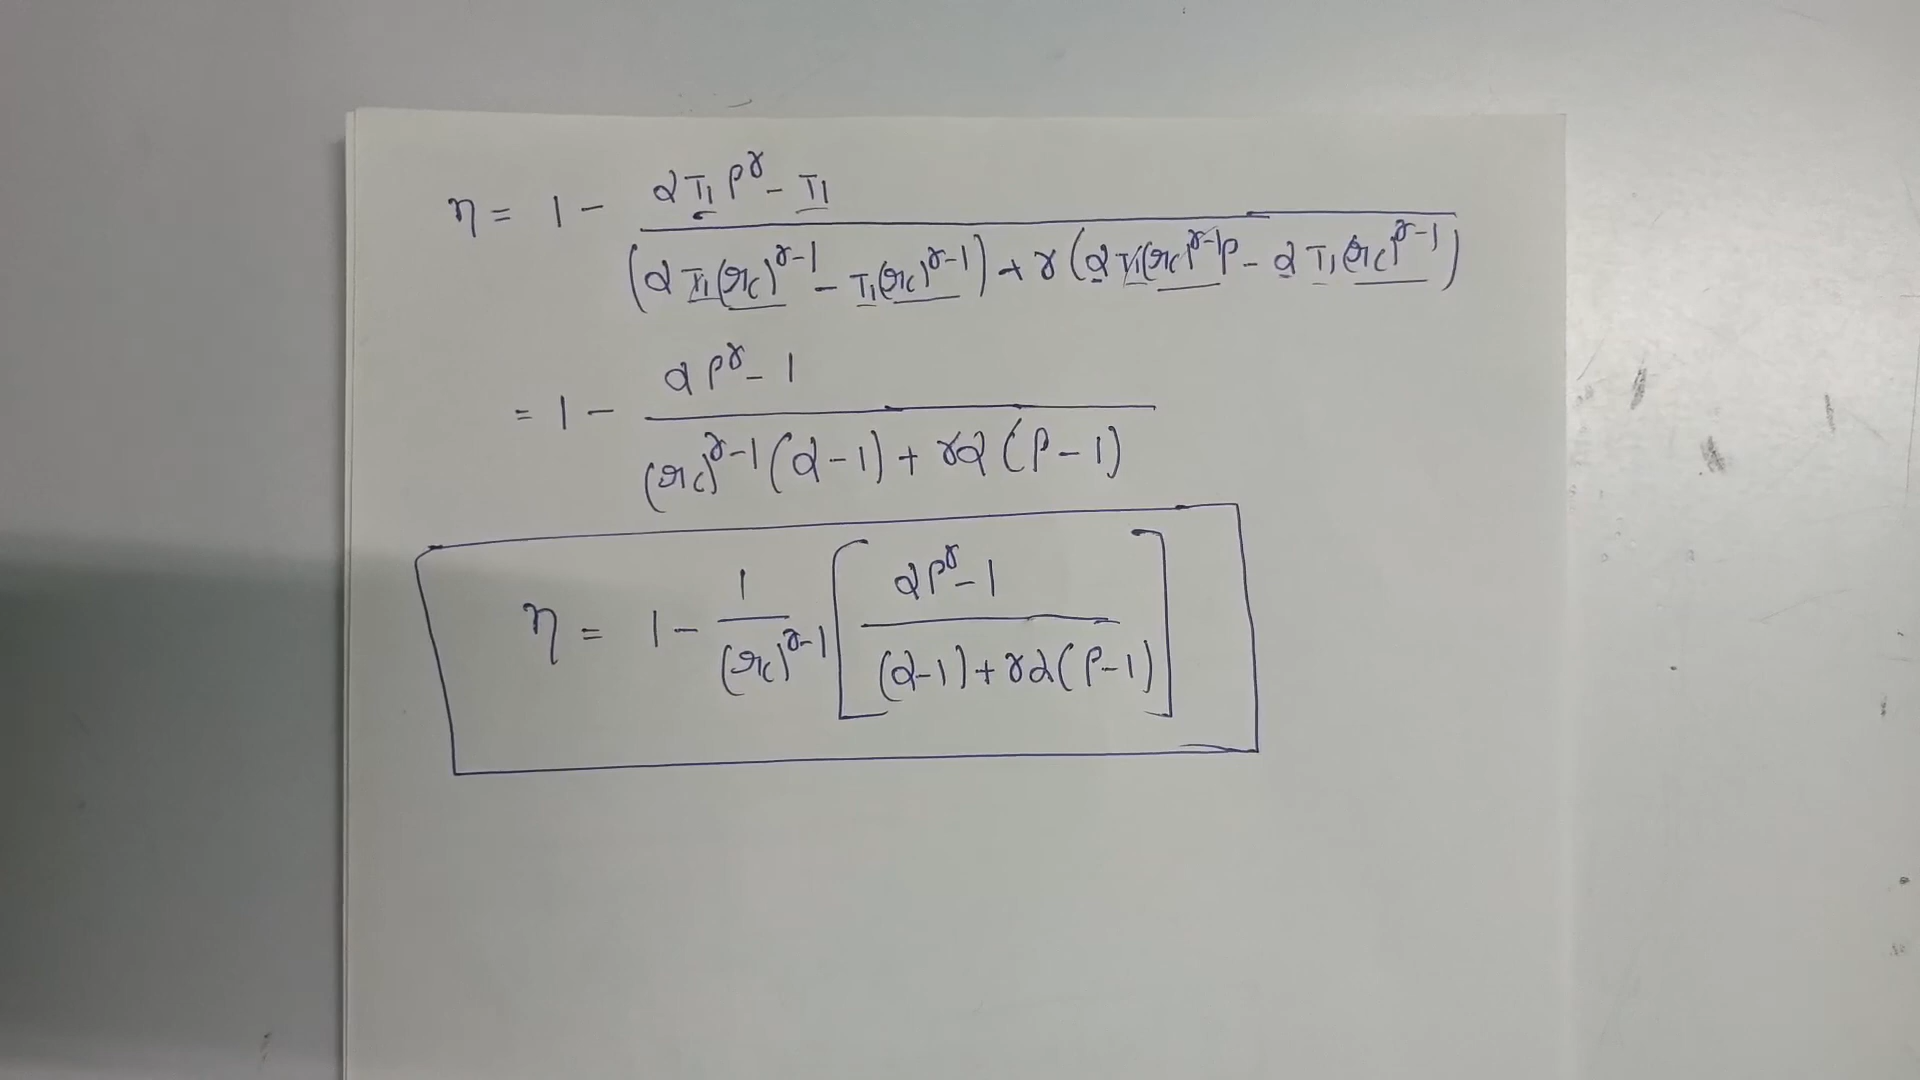 η = 1 - (αT₁ρ^γ - T₁) / ((αT₁(r_c)^γ-1 - T₁(r_c)^γ-1) + γ(αT₁(r_c)^γ-1 ρ - αT₁(r_c)^γ-1))
= 1 - (αρ^γ - 1) / ((r_c)^γ-1 (α-1) + γα(ρ-1))
η = 1 - 1/(r_c)^γ-1 [(αρ^γ - 1) / ((α-1) + γα(ρ-1))]